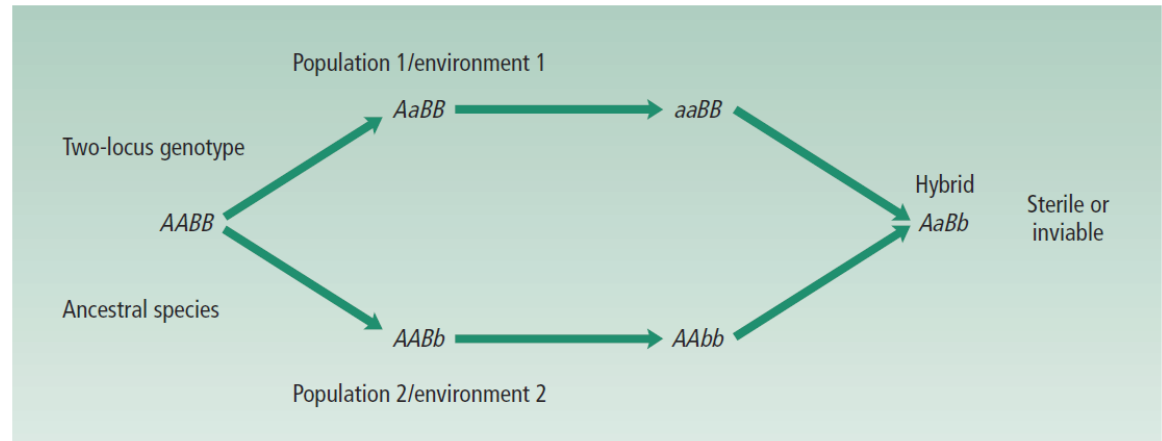 Population 1/environment 1
AaBB
aaBB
Two-locus genotype
Hybrid
AABB
AaBb
Sterile or
inviable
Ancestral species
AABb
AAbb
Population 2/environment 2